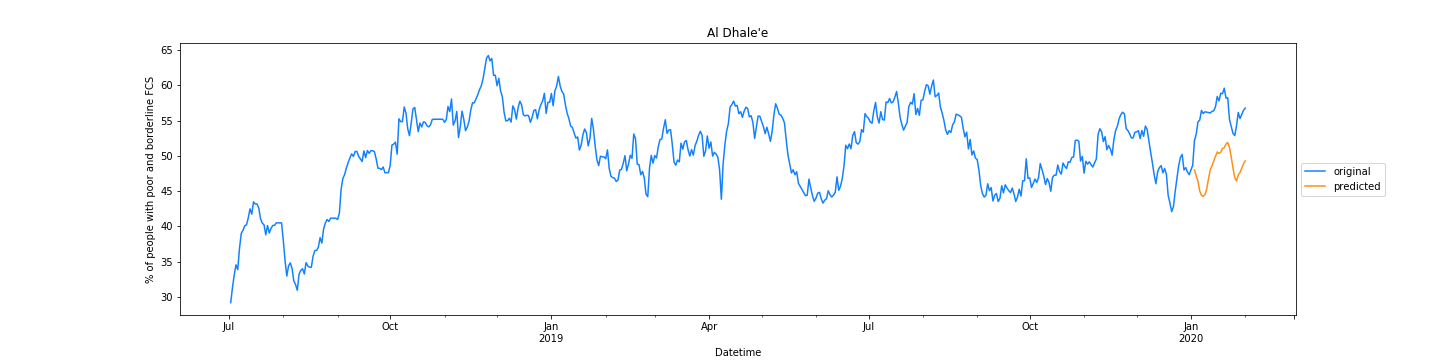 Al Dhale'e
% of people with poor and borderline FCS
65
60
55
50
45
40
35
30
Jul
Oct
Jan
2019
Apr
Jul
Oct
Jan
2020
Datetime
original
predicted